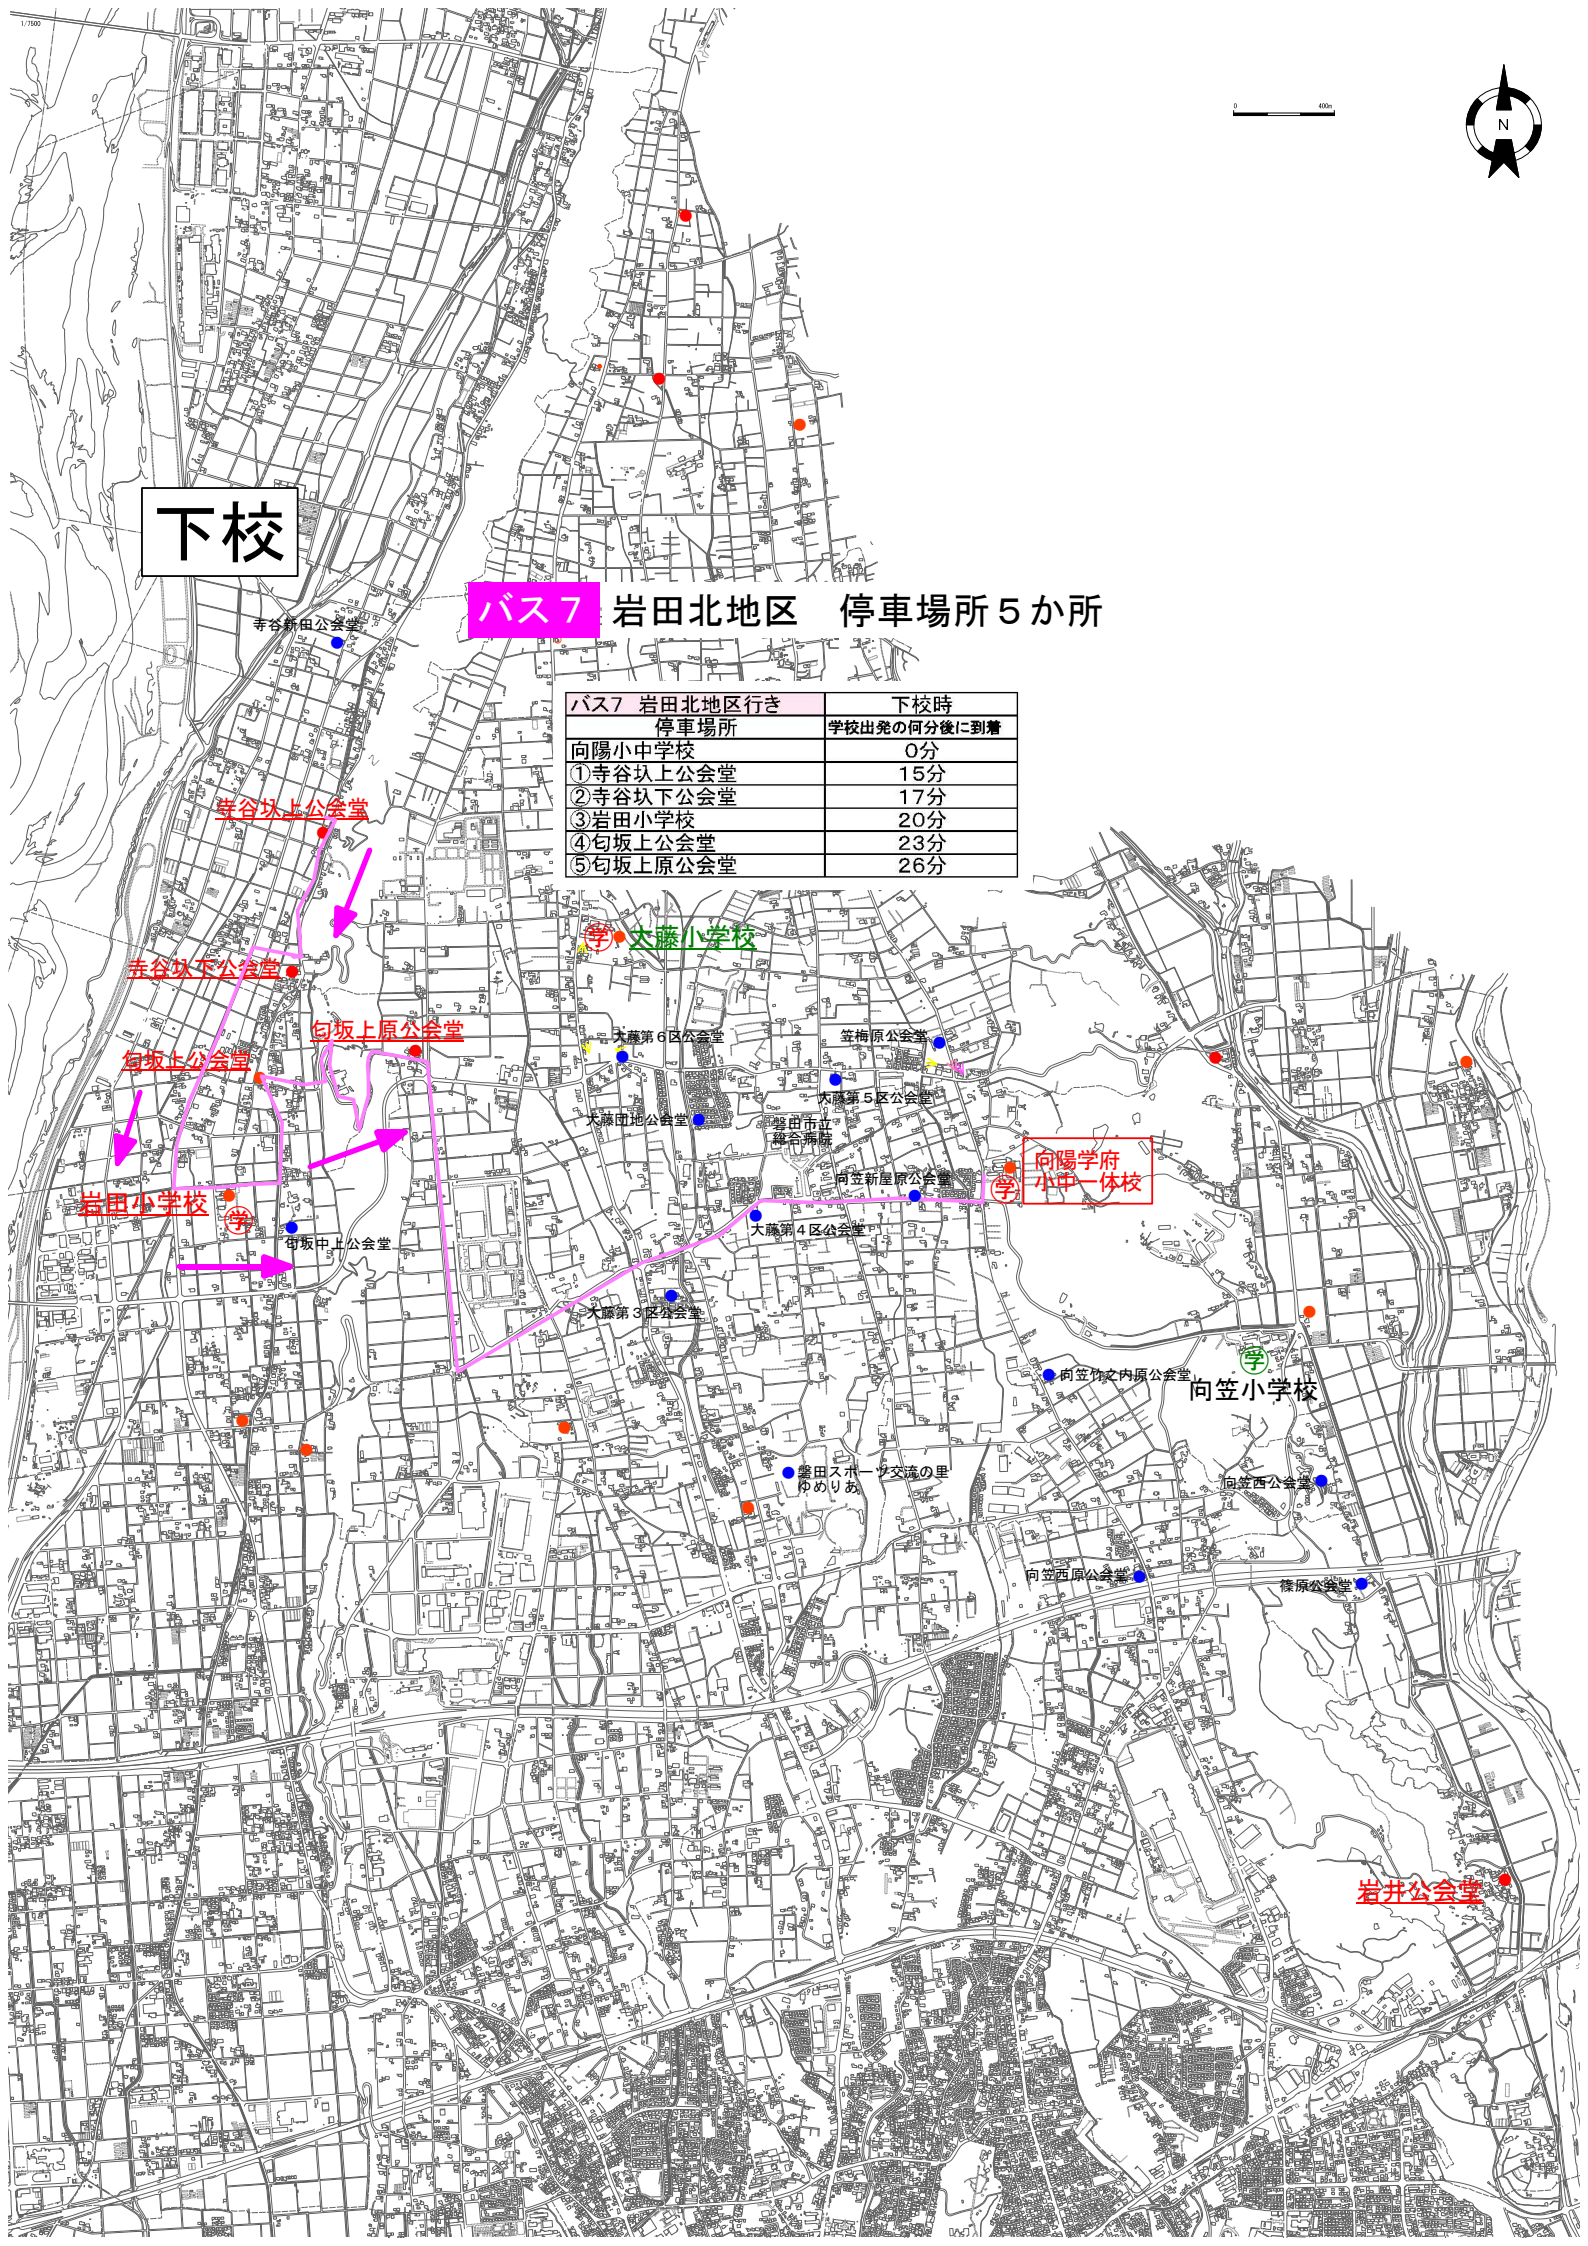 1/7500
0 400m
N
下校
バス７ 岩田北地区 停車場所５か所
寺谷新田公会堂
バス7 岩田北地区行き 下校時
停車場所 学校出発の何分後に到着
向陽小中学校 0分
①寺谷圦上公会堂 15分
②寺谷圦下公会堂 17分
③岩田小学校 20分
④匂坂上公会堂 23分
⑤匂坂上原公会堂 26分
寺谷圦上公会堂
学 大藤小学校
寺谷圦下公会堂
匂坂上原公会堂
大藤第６区公会堂
笠梅原公会堂
匂坂上公会堂
大藤第５区公会堂
大藤団地公会堂
磐田市立
総合病院
向陽学府
小中一体校
学
向笠新屋原公会堂
岩田小学校
学
大藤第４区公会堂
匂坂中上公会堂
大藤第３区公会堂
学
向笠小学校
向笠竹之内原公会堂
磐田スポーツ交流の里
ゆめりあ
向笠西公会堂
向笠西原公会堂
篠原公会堂
岩井公会堂